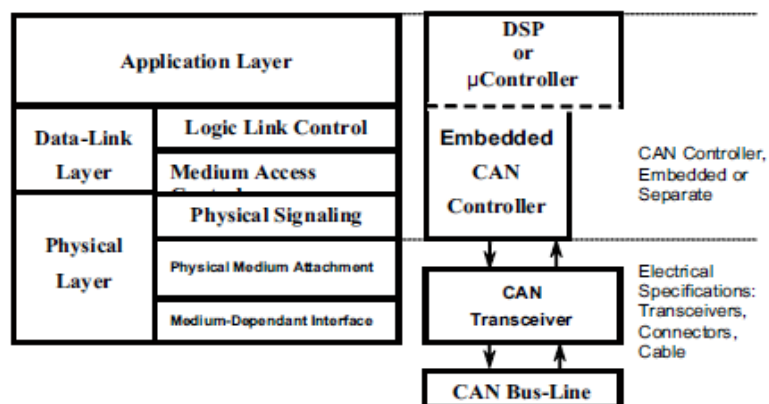 Application Layer
Data-Link
Layer
Logic Link Control
Medium Access
Physical
Layer
Physical Signaling
Physical Medium Attachment
Medium-Dependant Interface
DSP
or
µController
Embedded
CAN
Controller
CAN
Transceiver
CAN Bus-Line
CAN Controller,
Embedded or
Separate
Electrical
Specifications:
Transceivers,
Connectors,
Cable